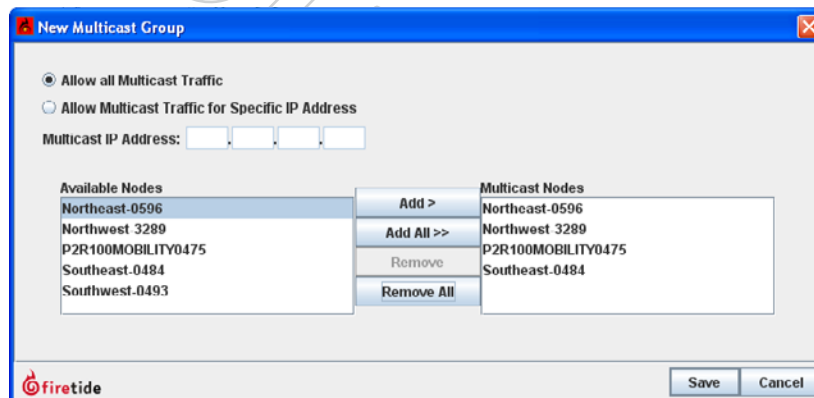 New Multicast Group
Allow all Multicast Traffic
Allow Multicast Traffic for Specific IP Address
Multicast IP Address: . . .
Available Nodes
Northeast-0596
Northwest 3289
P2R100MOBILITY0475
Southeast-0484
Southwest-0493
Add >
Add All >>
Remove
Remove All
Multicast Nodes
Northeast-0596
Northwest 3289
P2R100MOBILITY0475
Southeast-0484
firetide
Save
Cancel